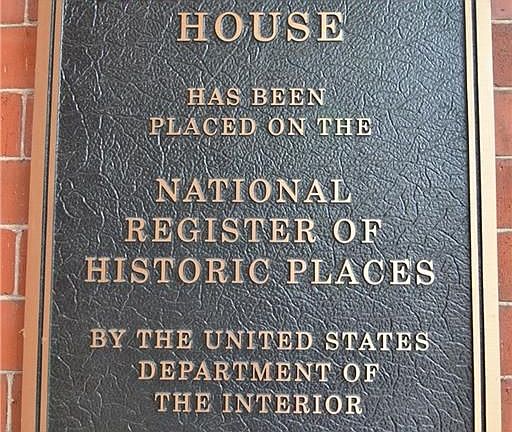 HOUSE
HAS BEEN
PLACED ON THE
NATIONAL
REGISTER OF
HISTORIC PLACES
BY THE UNITED STATES
DEPARTMENT OF
THE INTERIOR